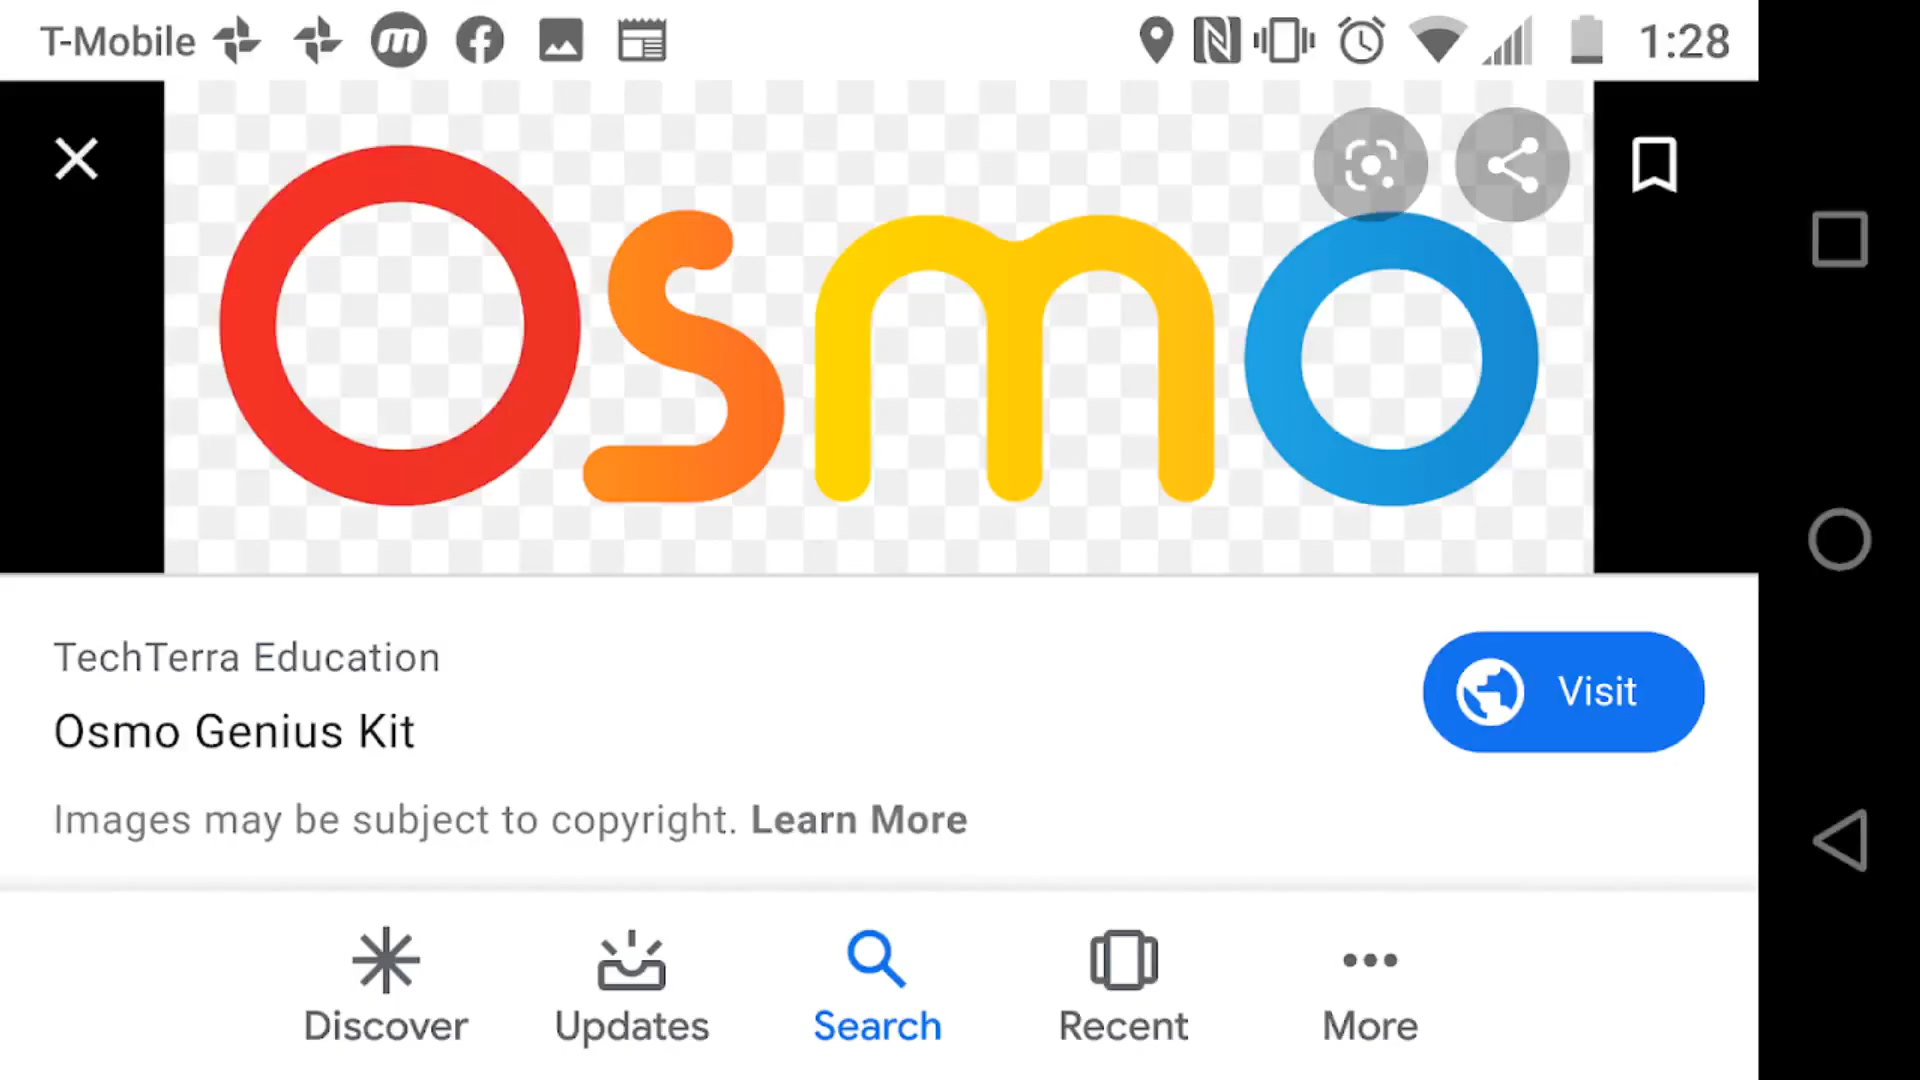 T-Mobile 1:28
Osmo
TechTerra Education
Osmo Genius Kit
Visit
Images may be subject to copyright. Learn More
Discover Updates Search Recent More